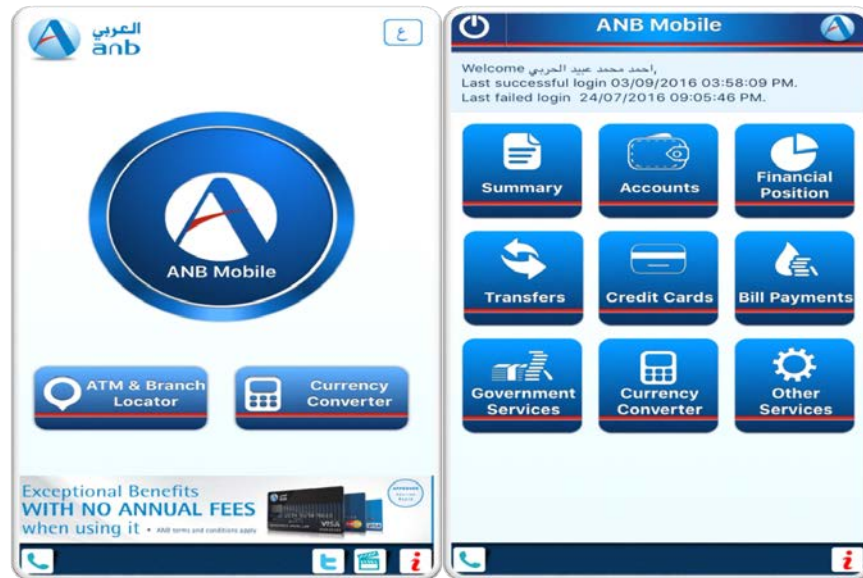 العربي
anb
ع
ANB Mobile
ATM & Branch
Locator
Currency
Converter
Exceptional Benefits
WITH NO ANNUAL FEES
when using it • ANB terms and conditions apply
VISA
VISA
ANB Mobile
Welcome احمد محمد عبيد الحربي,
Last successful login 03/09/2016 03:58:09 PM.
Last failed login 24/07/2016 09:05:46 PM.
Summary
Accounts
Financial
Position
Transfers
Credit Cards
Bill Payments
Government
Services
Currency
Converter
Other
Services